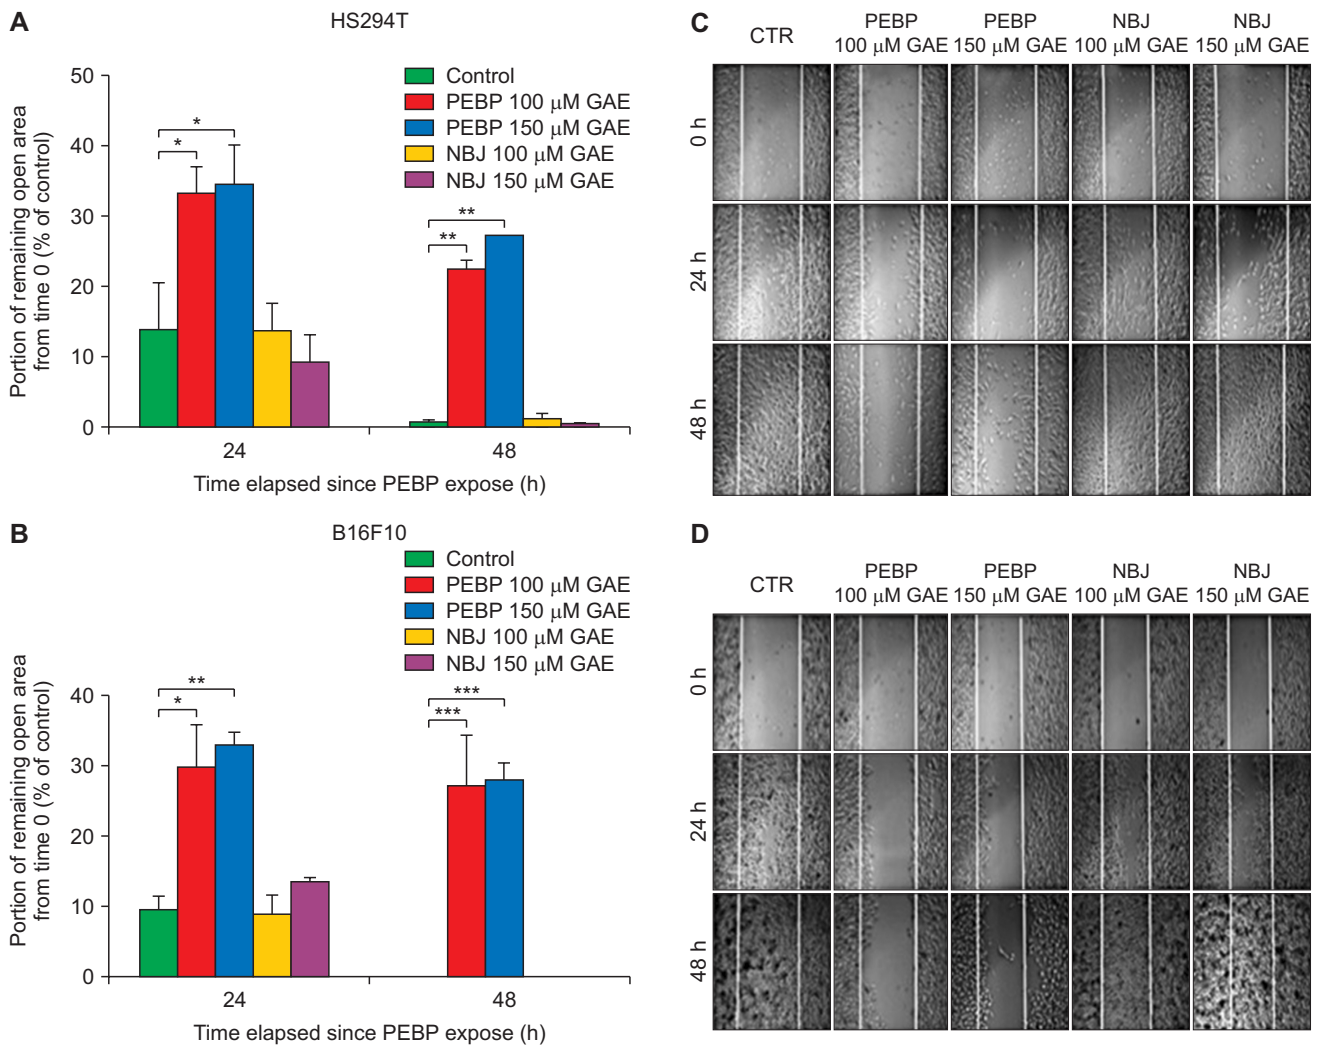 A
HS294T
Portion of remaining open area
from time 0 (% of control)
50
40
30
20
10
0
Control
PEBP 100 μM GAE
PEBP 150 μM GAE
NBJ 100 μM GAE
NBJ 150 μM GAE
*
*
**
**
24
48
Time elapsed since PEBP expose (h)
B
B16F10
Portion of remaining open area
from time 0 (% of control)
40
30
20
10
0
Control
PEBP 100 μM GAE
PEBP 150 μM GAE
NBJ 100 μM GAE
NBJ 150 μM GAE
**
*
***
***
24
48
Time elapsed since PEBP expose (h)
C
CTR
PEBP
100 μM GAE
PEBP
150 μM GAE
NBJ
100 μM GAE
NBJ
150 μM GAE
0 h
24 h
48 h
D
CTR
PEBP
100 μM GAE
PEBP
150 μM GAE
NBJ
100 μM GAE
NBJ
150 μM GAE
0 h
24 h
48 h